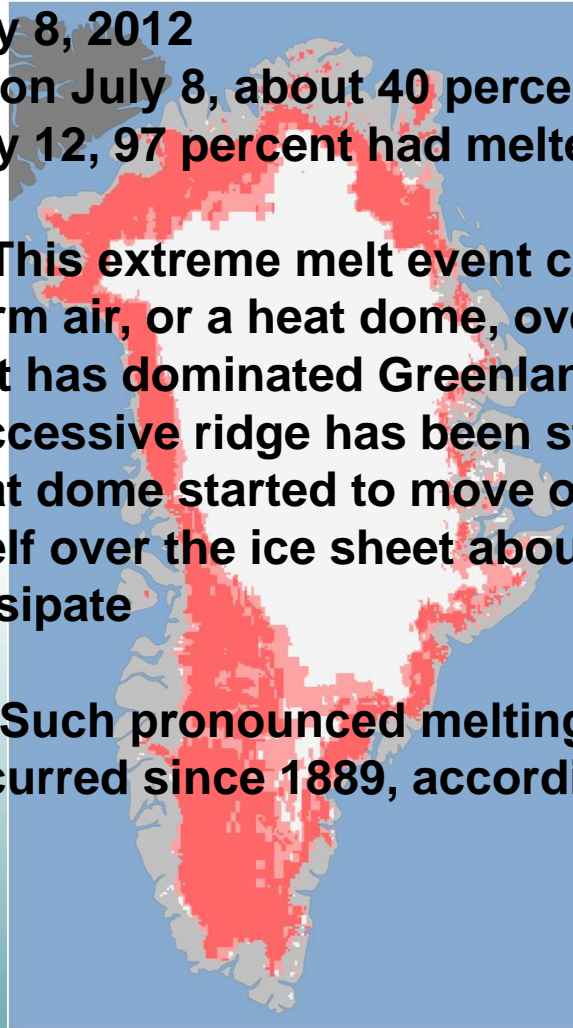 y 8, 2012
on July 8, about 40 perce
y 12, 97 percent had melte
This extreme melt event c
rm air, or a heat dome, ov
t has dominated Greenlan
ccessive ridge has been s
at dome started to move o
elf over the ice sheet abou
sipate
Such pronounced melting
curred since 1889, accordi